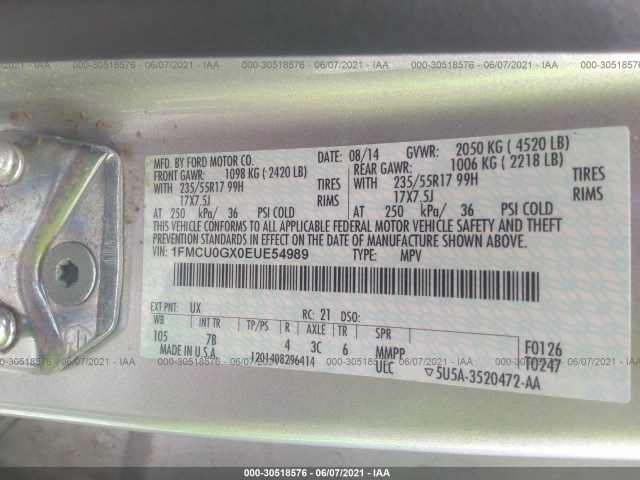 000-30518576 - 06/07/2021 - IAA
MFD. BY FORD MOTOR CO. DATE: 08/14 GVWR: 2050 KG ( 4520 LB)
FRONT GAWR: 1098 KG ( 2420 LB) REAR GAWR: 1006 KG ( 2218 LB)
WITH 235/55R17 99H TIRES WITH 235/55R17 99H TIRES
17X7.5J RIMS 17X7.5J RIMS
AT 250 kPa/ 36 PSI COLD AT 250 kPa/ 36 PSI COLD
THIS VEHICLE CONFORMS TO ALL APPLICABLE FEDERAL MOTOR VEHICLE SAFETY AND THEFT
PREVENTION STANDARDS IN EFFECT ON THE DATE OF MANUFACTURE SHOWN ABOVE.
VIN: 1FMCU0GX0EUE54989 TYPE: MPV
EXT PNT: UX RC: 21 DSO:
WB INT TR TP/PS R AXLE TR SPR
105 7B 4 3C 6 MMPP F0126
MADE IN U.S.A. 1201408296414 ULC T0247
▽5U5A-3520472-AA
000-30518576 - 06/07/2021 - IAA